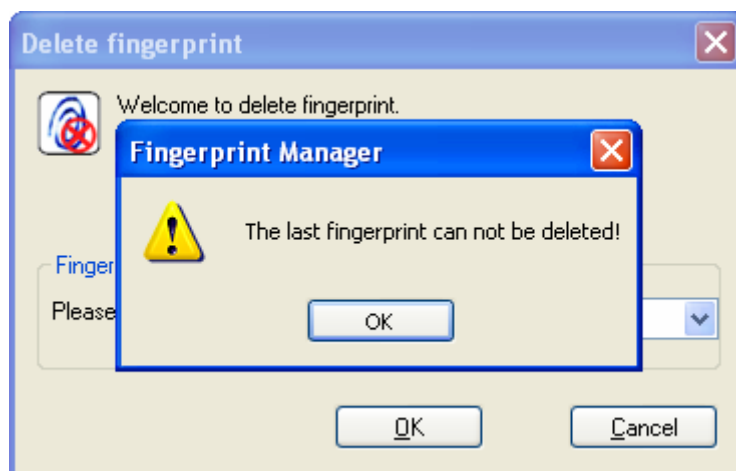 Delete fingerprint
Welcome to delete fingerprint.
Fingerprint Manager
The last fingerprint can not be deleted!
OK
Finger
Please
OK
Cancel